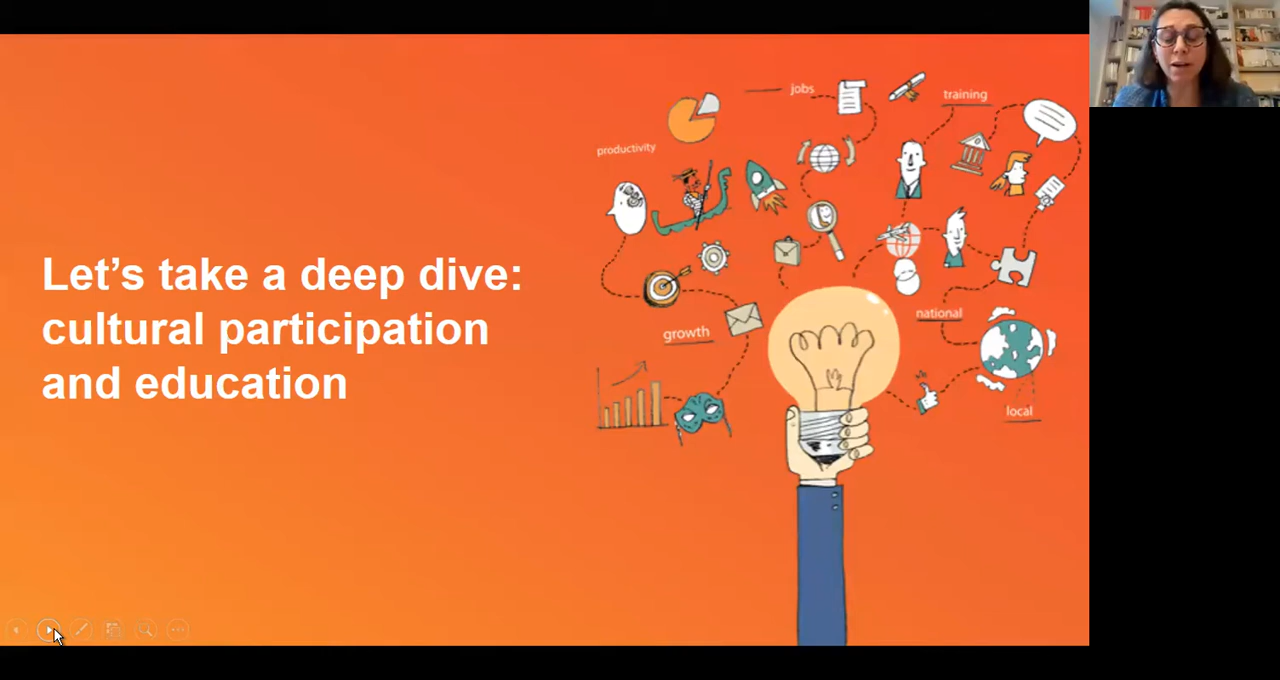 Let’s take a deep dive:
cultural participation
and education
jobs
training
productivity
growth
national
local